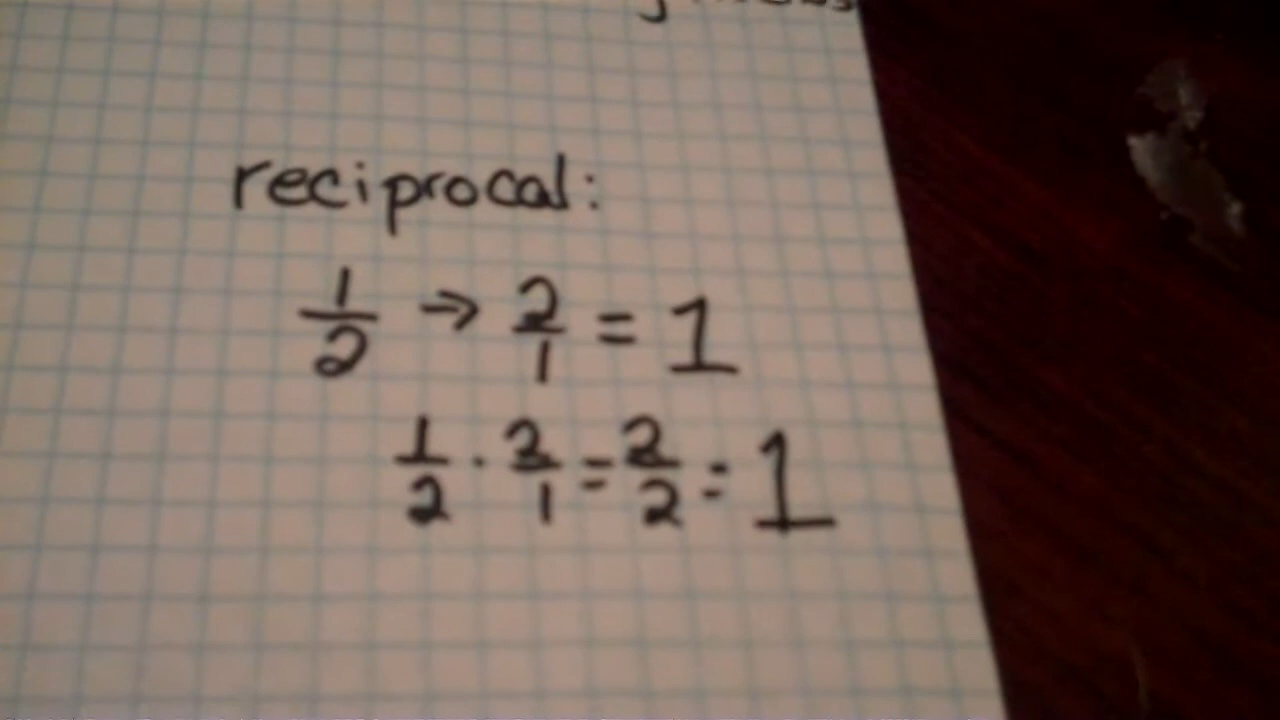 reciprocal:
1/2 → 2/1 = 1
1/2 · 2/1 = 2/2 = 1